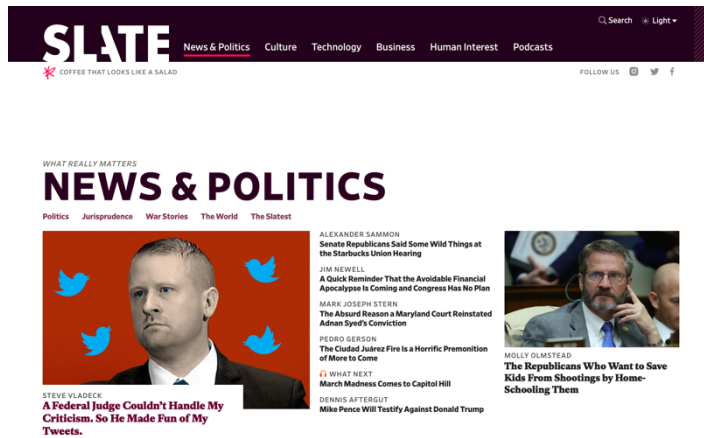 SLATE
Search
Light
News & Politics
Culture
Technology
Business
Human Interest
Podcasts
COFFEE THAT LOOKS LIKE A SALAD
FOLLOW US
WHAT REALLY MATTERS
NEWS & POLITICS
Politics
Jurisprudence
War Stories
The World
The Slatest
STEVE VLADECK
A Federal Judge Couldn't Handle My
Criticism. So He Made Fun of My
Tweets.
ALEXANDER SAMMON
Senate Republicans Said Some Wild Things at
the Starbucks Union Hearing
JIM NEWELL
A Quick Reminder That the Avoidable Financial
Apocalypse Is Coming and Congress Has No Plan
MARK JOSEPH STERN
The Absurd Reason a Maryland Court Reinstated
Adnan Syed's Conviction
PEDRO GERSON
The Ciudad Juárez Fire Is a Horrific Premonition
of More to Come
WHAT NEXT
March Madness Comes to Capitol Hill
DENNIS AFTERGUT
Mike Pence Will Testify Against Donald Trump
MOLLY OLMSTEAD
The Republicans Who Want to Save
Kids From Shootings by Home-
Schooling Them